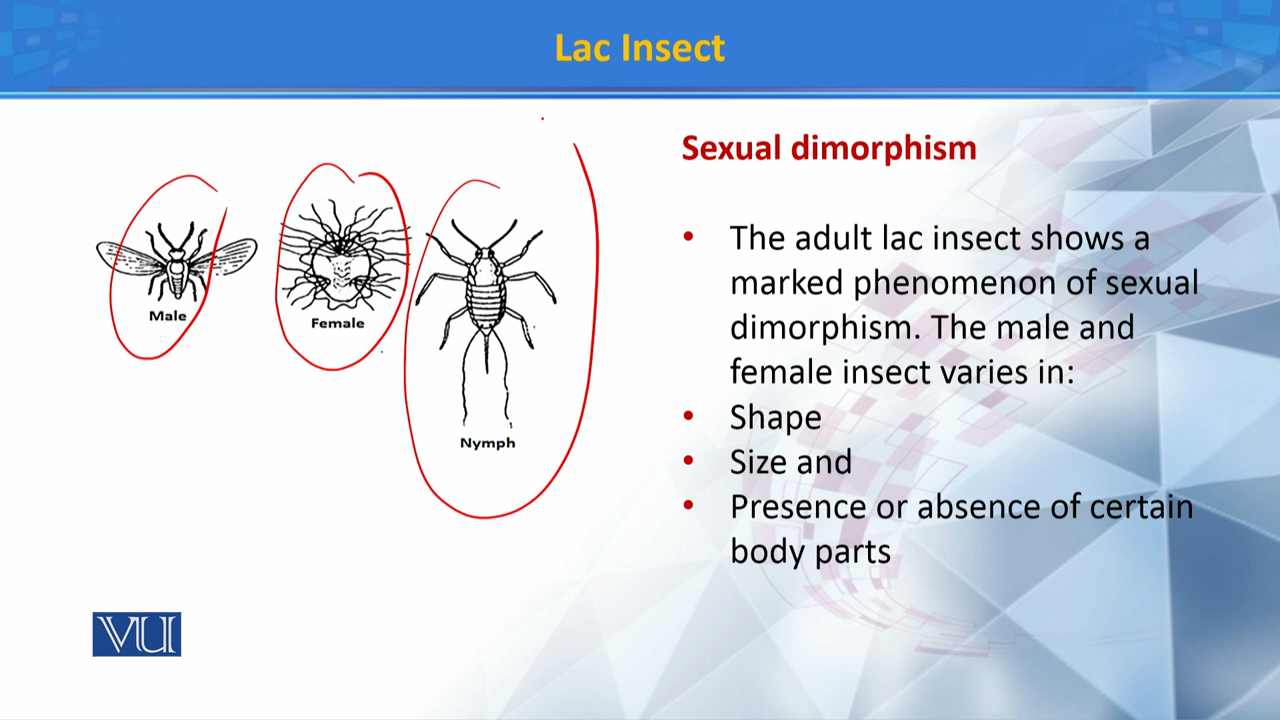 Lac Insect
Sexual dimorphism
• The adult lac insect shows a
marked phenomenon of sexual
dimorphism. The male and
female insect varies in:
• Shape
• Size and
• Presence or absence of certain
body parts
Male
Female
Nymph
VU